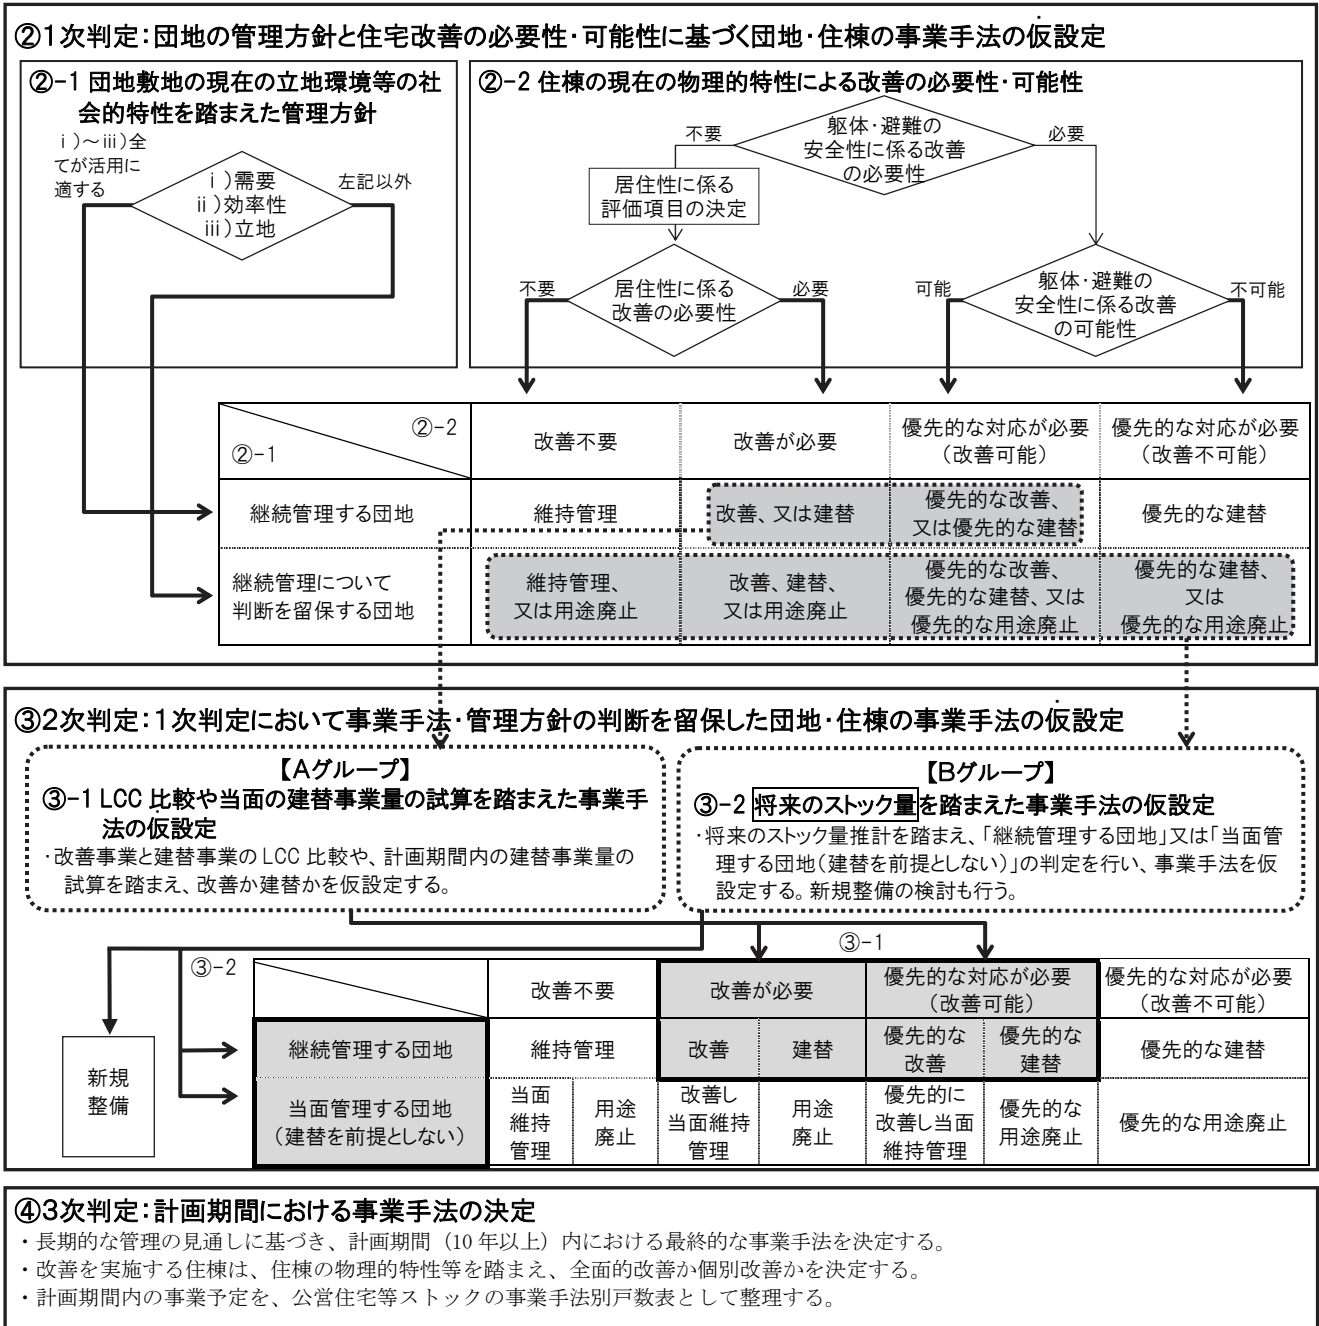 ②1次判定：団地の管理方針と住宅改善の必要性・可能性に基づく団地・住棟の事業手法の仮設定
②-1 団地敷地の現在の立地環境等の社
会的特性を踏まえた管理方針
ⅰ)～ⅲ)全
てが活用に
適する
ⅰ)需要
ⅱ)効率性
ⅲ)立地
左記以外
②-2 住棟の現在の物理的特性による改善の必要性・可能性
不要
躯体・避難の
安全性に係る改善
の必要性
必要
居住性に係る
評価項目の決定
不要
居住性に係る
改善の必要性
必要
可能
躯体・避難の
安全性に係る改善
の可能性
不可能
②-2
②-1
改善不要
改善が必要
優先的な対応が必要
（改善可能）
優先的な対応が必要
（改善不可能）
継続管理する団地
維持管理
改善、又は建替
優先的な改善、
又は優先的な建替
優先的な建替
継続管理について
判断を留保する団地
維持管理、
又は用途廃止
改善、建替、
又は用途廃止
優先的な改善、
優先的な建替、又は
優先的な用途廃止
優先的な建替、
又は
優先的な用途廃止
③2次判定：1次判定において事業手法・管理方針の判断を留保した団地・住棟の事業手法の仮設定
【Aグループ】
③-1 LCC 比較や当面の建替事業量の試算を踏まえた事業手
法の仮設定
・改善事業と建替事業の LCC 比較や、計画期間内の建替事業量の
試算を踏まえ、改善か建替かを仮設定する。
【Bグループ】
③-2 将来のストック量を踏まえた事業手法の仮設定
・将来のストック量推計を踏まえ、「継続管理する団地」又は「当面管
理する団地（建替を前提としない）」の判定を行い、事業手法を仮
設定する。新規整備の検討も行う。
③-1
③-2
新規
整備
改善不要
改善が必要
優先的な対応が必要
（改善可能）
優先的な対応が必要
（改善不可能）
継続管理する団地
維持管理
改善
建替
優先的な
改善
優先的な
建替
優先的な建替
当面管理する団地
（建替を前提としない）
当面
維持
管理
用途
廃止
改善し
当面維持
管理
用途
廃止
優先的に
改善し当面
維持管理
優先的な
用途廃止
優先的な用途廃止
④3次判定：計画期間における事業手法の決定
・長期的な管理の見通しに基づき、計画期間（10 年以上）内における最終的な事業手法を決定する。
・改善を実施する住棟は、住棟の物理的特性等を踏まえ、全面的改善か個別改善かを決定する。
・計画期間内の事業予定を、公営住宅等ストックの事業手法別戸数表として整理する。